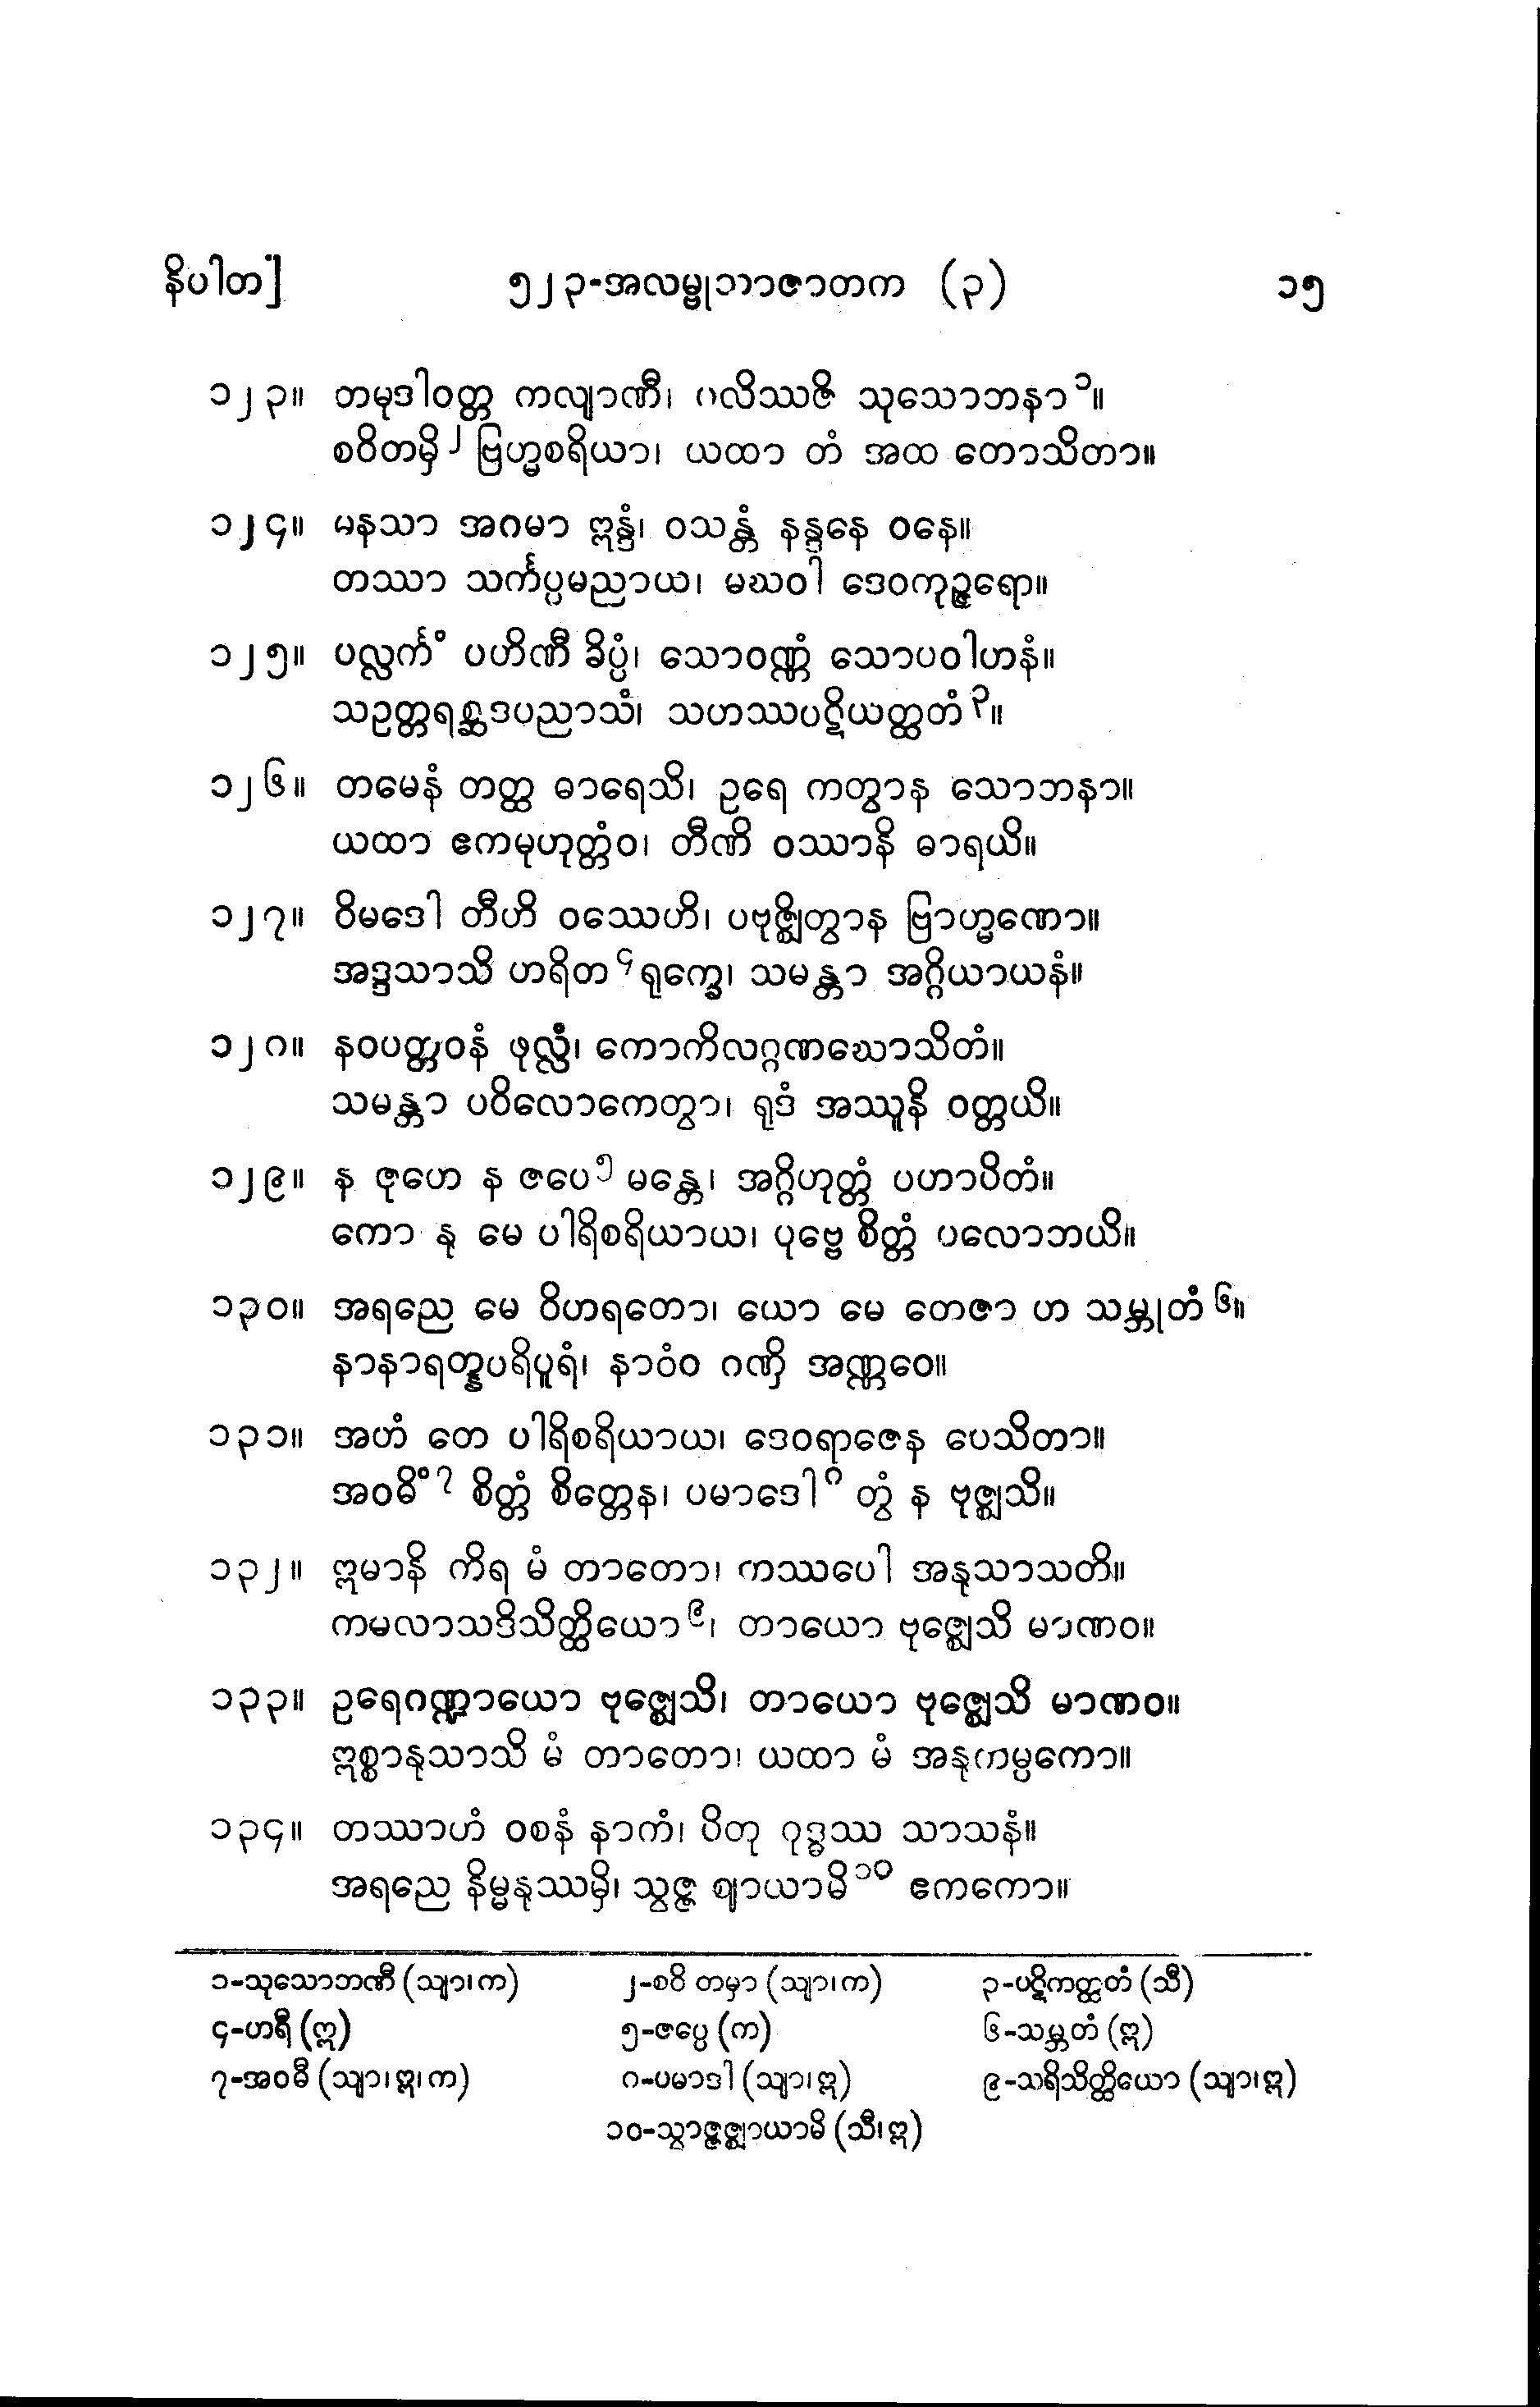 နိပါတ]  ၅၂၃-အလမ္ဗုသာဇာတက (၃)  ၁၅
၁၂၃။ တမုဒါဝတ္တ ကလျာဏီ၊ ပလိဿဇိ သုသောဘနာ၁။
စဝိတမှိ၂ ဗြဟ္မစရိယာ၊ ယထာ တံ အထ တောသိတာ။
၁၂၄။ မနသာ အဂမာ ဣန္ဒံ၊ ဝသန္တံ နန္ဒနေ ဝနေ။
တဿာ သင်္ကပ္ပမညာယ၊ မဃဝါ ဒေဝကုဉ္ဇရော။
၁၂၅။ ပလ္လင်္ကံ ပဟိဏီ ခိပ္ပံ၊ သောဝဏ္ဏံ သောပဝါဟနံ။
သဥတ္တရစ္ဆဒပညာသံ၊ သဟဿပဋိယတ္ထတံ၃။
၁၂၆။ တမေနံ တတ္ထ ဓာရေသိ၊ ဥရေ ကတွာန သောဘနာ။
ယထာ ဧကမုဟုတ္တံဝ၊ တီဏိ ဝဿာနိ ဓာရယိ။
၁၂၇။ ဝိမဒေါ တီဟိ ဝဿေဟိ၊ ပဗုဇ္ဈိတွာန ဗြာဟ္မဏော။
အဒ္ဒသာသိ ဟရိတ၄ ရုက္ခေ၊ သမန္တာ အဂ္ဂိယာယနံ။
၁၂၈။ နဝပတ္တဝနံ ဖုလ္လံ၊ ကောကိလဂ္ဂဏဃောသိတံ။
သမန္တာ ပဝိလောကေတွာ၊ ရုဒံ အဿူနိ ဝတ္တယိ။
၁၂၉။ န ဇုဟေ န ဇပေ၅ မန္တေ၊ အဂ္ဂိဟုတ္တံ ပဟာပိတံ။
ကော နု မေ ပါရိစရိယာယ၊ ပုဗ္ဗေ စိတ္တံ ပလောဘယိ။
၁၃၀။ အရညေ မေ ဝိဟရတော၊ ယော မေ တေဇာ ဟ သမ္ဘုတံ၆။
နာနာရတ္နပရိပူရံ၊ နာဝံဝ ဂဏှိ အဏ္ဏဝေ။
၁၃၁။ အဟံ တေ ပါရိစရိယာယ၊ ဒေဝရာဇေန ပေသိတာ။
အဝဓိံ၇ စိတ္တံ စိတ္တေန၊ ပမာဒေါ၈ တွံ န ဗုဇ္ဈသိ။
၁၃၂။ ဣမာနိ ကိရ မံ တာတော၊ ကဿပေါ အနုသာသတိ။
ကမလာသဒိသိတ္ထိယော၉၊ တာယော ဗုဇ္ဈေသိ မာဏဝ။
၁၃၃။ ဥရေဂဏ္ဍာယော ဗုဇ္ဈေသိ၊ တာယော ဗုဇ္ဈေသိ မာဏဝ။
ဣစ္စာနုသာသိ မံ တာတော၊ ယထာ မံ အနုကမ္ပကော။
၁၃၄။ တဿာဟံ ဝစနံ နာကံ၊ ပိတု ဝုဒ္ဓဿ သာသနံ။
အရညေ နိမ္မနုဿမှိ၊ သွဇ္ဇ ဈာယာမိ၁၀ ဧကကော။
၁-သုသောဘဏီ (သျာ၊က)  ၂-စဝိ တမှာ (သျာ၊က)  ၃-ပဋိကတ္ထတံ (သီ)
၄-ဟရီ (ဣ)  ၅-ဇပ္ပေ (က)  ၆-သမ္ဘတံ (ဣ)
၇-အဝဓီ (သျာ၊ဣ၊က)  ၈-ပမာဒါ (သျာ၊ဣ)  ၉-သရိသိတ္ထိယော (သျာ၊ဣ)
၁၀-သွာဇ္ဇဇ္ဈာယာမိ (သီ၊ဣ)